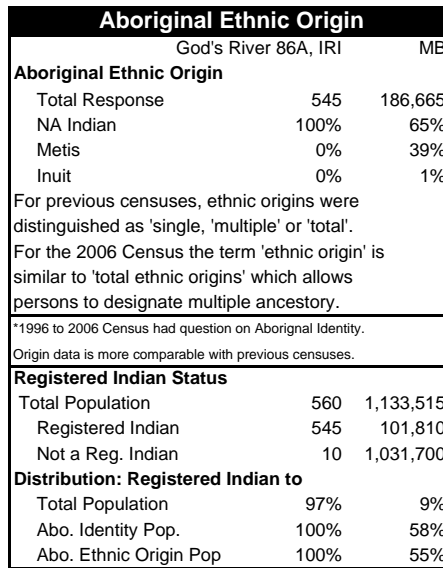 Aboriginal Ethnic Origin
God's River 86A, IRI MB
Aboriginal Ethnic Origin
Total Response 545 186,665
NA Indian 100% 65%
Metis 0% 39%
Inuit 0% 1%
For previous censuses, ethnic origins were
distinguished as 'single, 'multiple' or 'total'.
For the 2006 Census the term 'ethnic origin' is
similar to 'total ethnic origins' which allows
persons to designate multiple ancestory.
*1996 to 2006 Census had question on Aborignal Identity.
Origin data is more comparable with previous censuses.
Registered Indian Status
Total Population 560 1,133,515
Registered Indian 545 101,810
Not a Reg. Indian 10 1,031,700
Distribution: Registered Indian to
Total Population 97% 9%
Abo. Identity Pop. 100% 58%
Abo. Ethnic Origin Pop 100% 55%